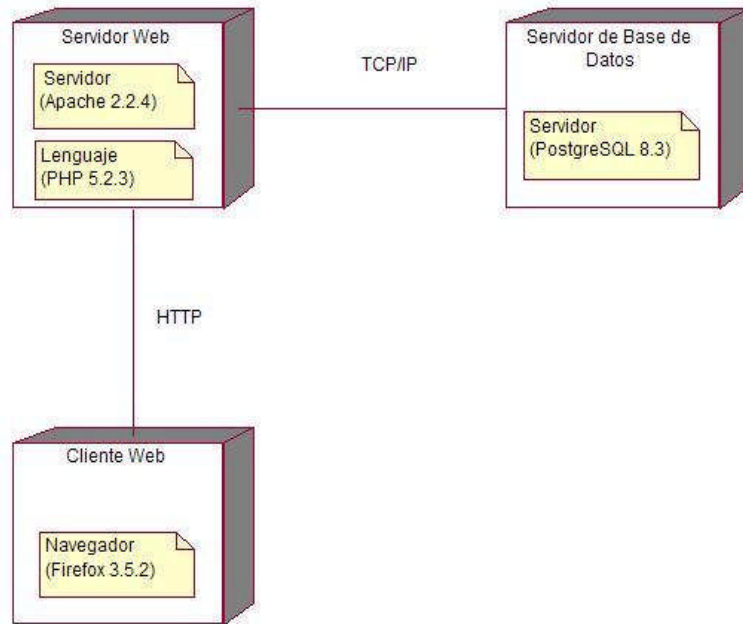 Servidor Web
Servidor
(Apache 2.2.4)
Lenguaje
(PHP 5.2.3)
TCP/IP
Servidor de Base de
Datos
Servidor
(PostgreSQL 8.3)
HTTP
Cliente Web
Navegador
(Firefox 3.5.2)